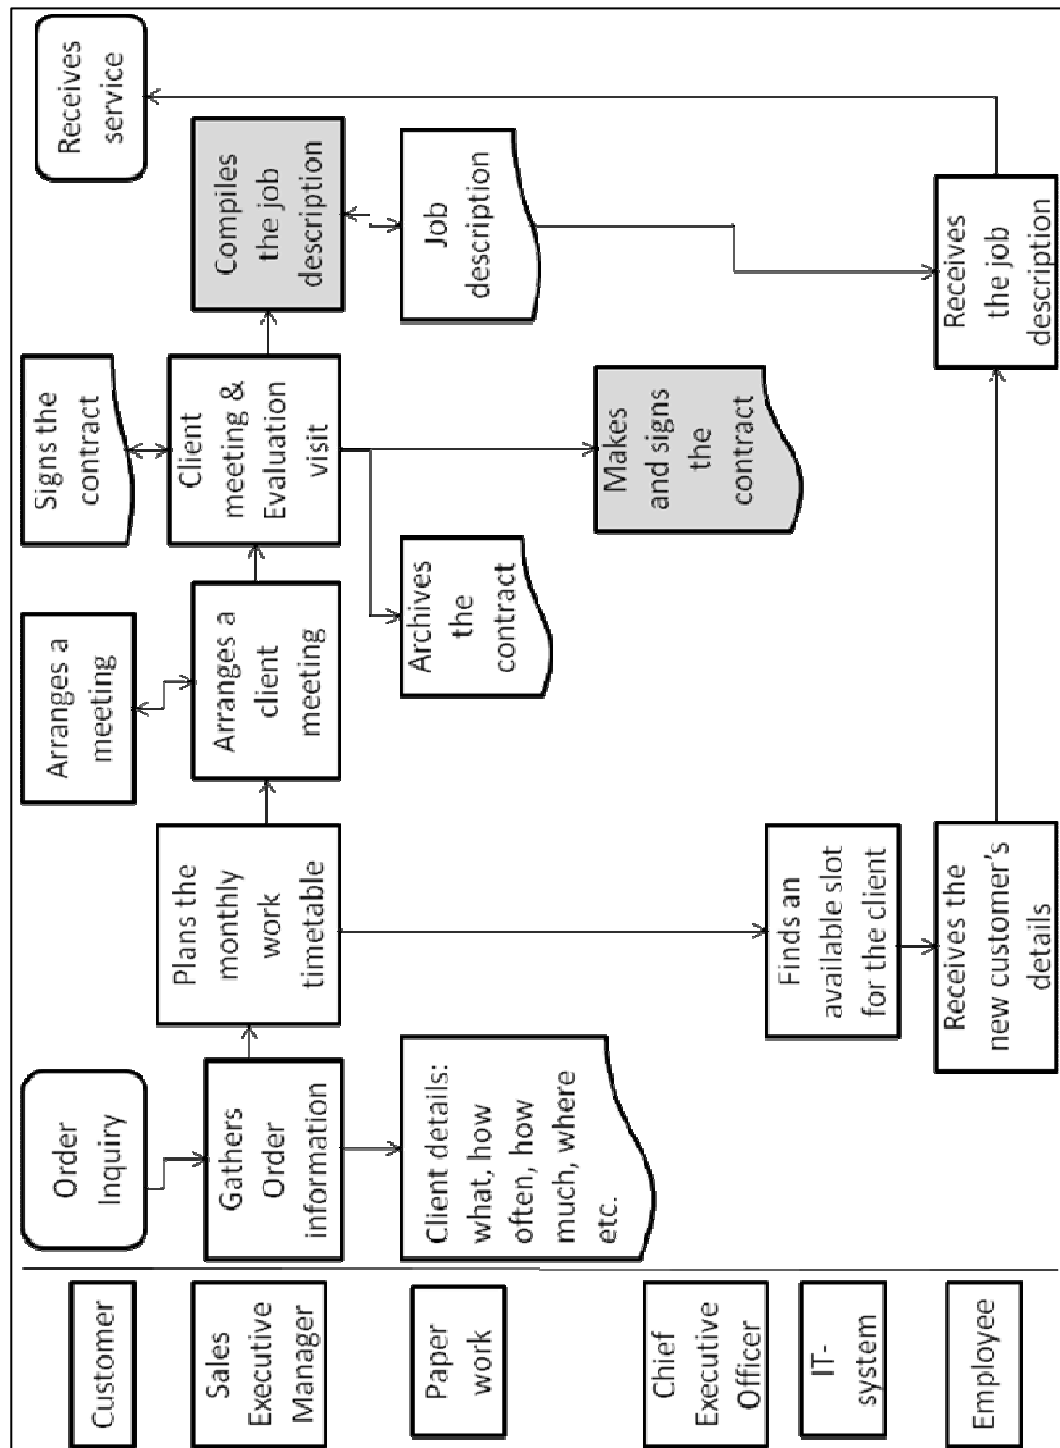 Customer
Order
Inquiry
Arranges a
meeting
Signs the
contract
Receives
service
Sales
Executive
Manager
Gathers
Order
information
Plans the
monthly
work
timetable
Arranges a
client
meeting
Client
meeting &
Evaluation
visit
Compiles
the job
description
Paper
work
Client details:
what, how
often, how
much, where
etc.
Archives
the
contract
Job
description
Chief
Executive
Officer
Makes
and signs
the
contract
IT-
system
Finds an
available slot
for the client
Employee
Receives the
new customer's
details
Receives
the job
description